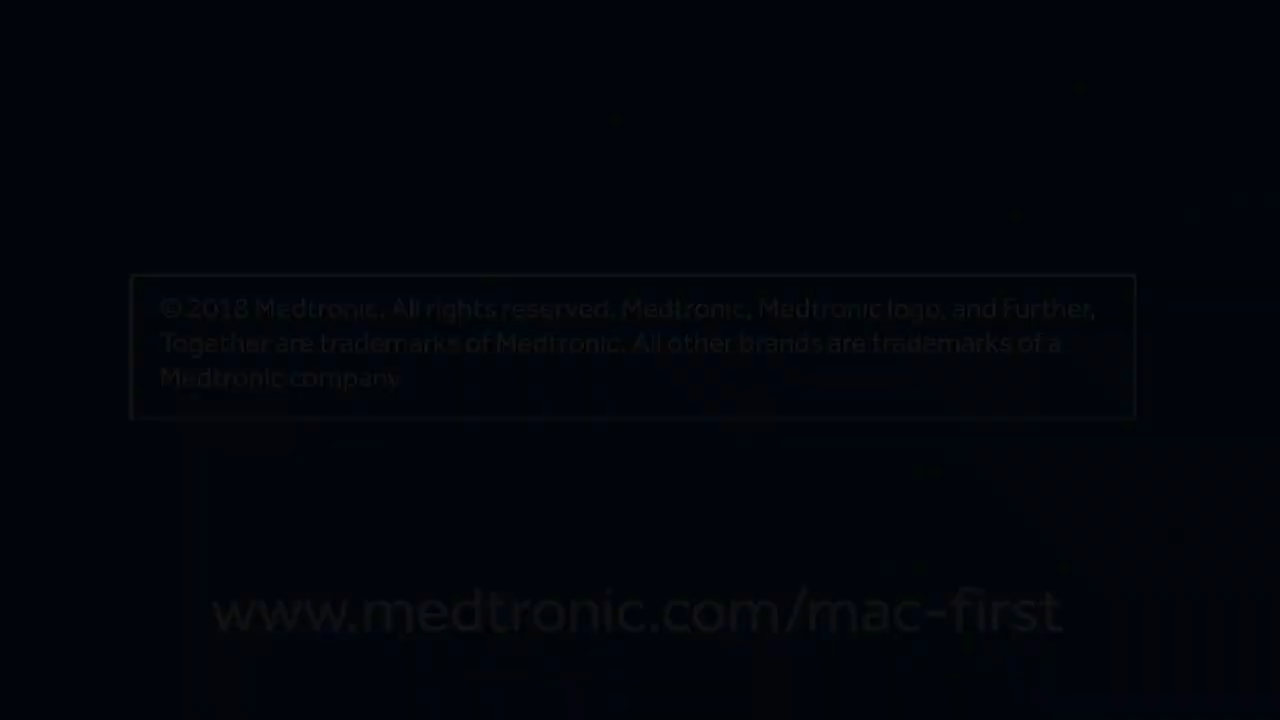 © 2018 Medtronic. All rights reserved. Medtronic, Medtronic logo, and Further,
Together are trademarks of Medtronic. All other brands are trademarks of a
Medtronic company.
www.medtronic.com/mac-first